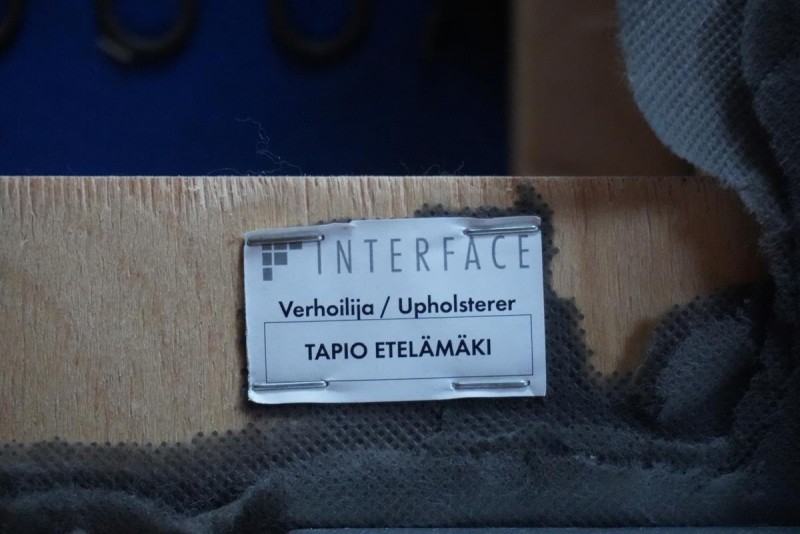 INTERFACE
Verhoilija / Upholsterer
TAPIO ETELÄMÄKI